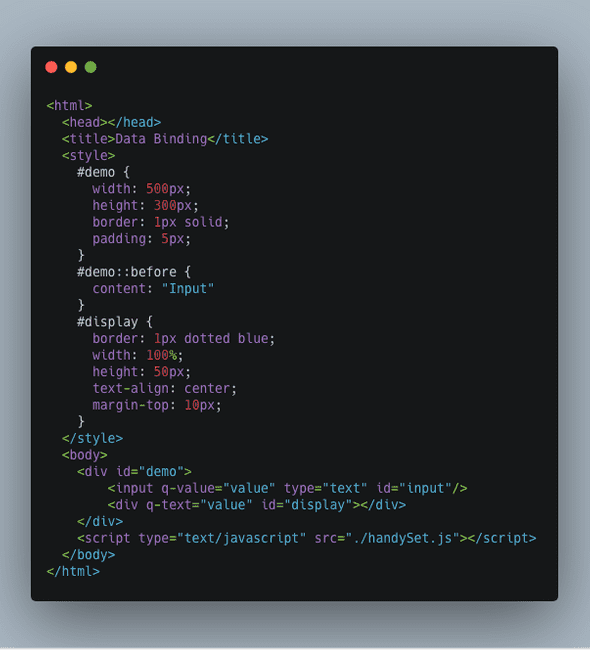 <html>
  <head></head>
  <title>Data Binding</title>
  <style>
    #demo {
      width: 500px;
      height: 300px;
      border: 1px solid;
      padding: 5px;
    }
    #demo::before {
      content: "Input"
    }
    #display {
      border: 1px dotted blue;
      width: 100%;
      height: 50px;
      text-align: center;
      margin-top: 10px;
    }
  </style>
  <body>
    <div id="demo">
        <input q-value="value" type="text" id="input"/>
        <div q-text="value" id="display"></div>
    </div>
    <script type="text/javascript" src="./handySet.js"></script>
  </body>
</html>